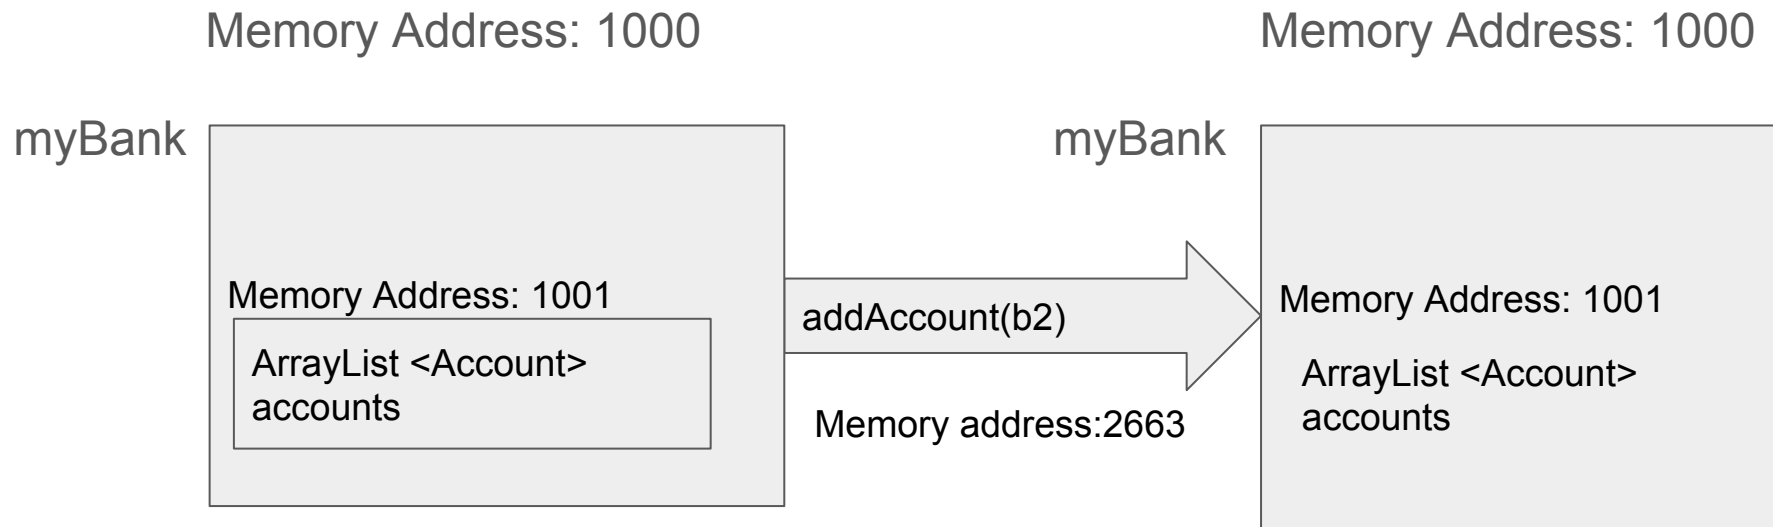 Memory Address: 1000
myBank
Memory Address: 1001
ArrayList <Account>
accounts
addAccount(b2)
Memory address:2663
Memory Address: 1000
myBank
Memory Address: 1001
ArrayList <Account>
accounts